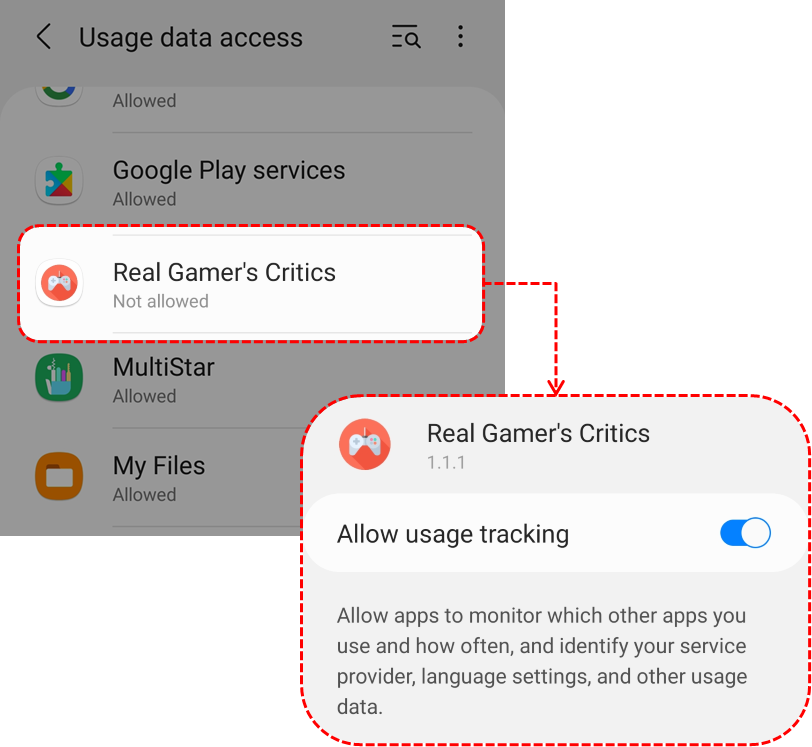 Usage data access
Allowed
Google Play services
Allowed
Real Gamer's Critics
Not allowed
MultiStar
Allowed
My Files
Allowed
Real Gamer's Critics
1.1.1
Allow usage tracking
Allow apps to monitor which other apps you
use and how often, and identify your service
provider, language settings, and other usage
data.